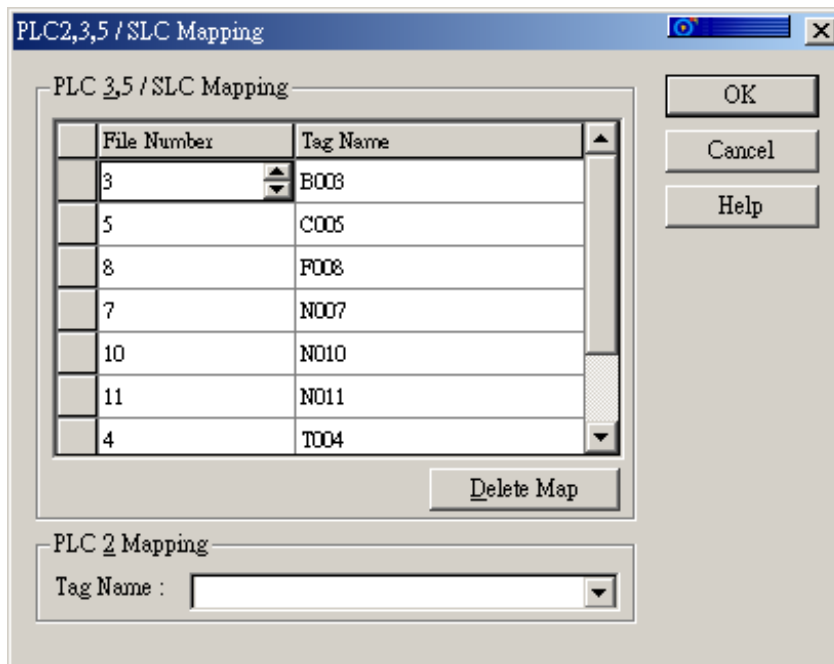 PLC2,3,5 / SLC Mapping
PLC 3,5 / SLC Mapping
File Number Tag Name
3 B003
5 C005
8 F008
7 N007
10 N010
11 N011
4 T004
Delete Map
PLC 2 Mapping
Tag Name :
OK
Cancel
Help